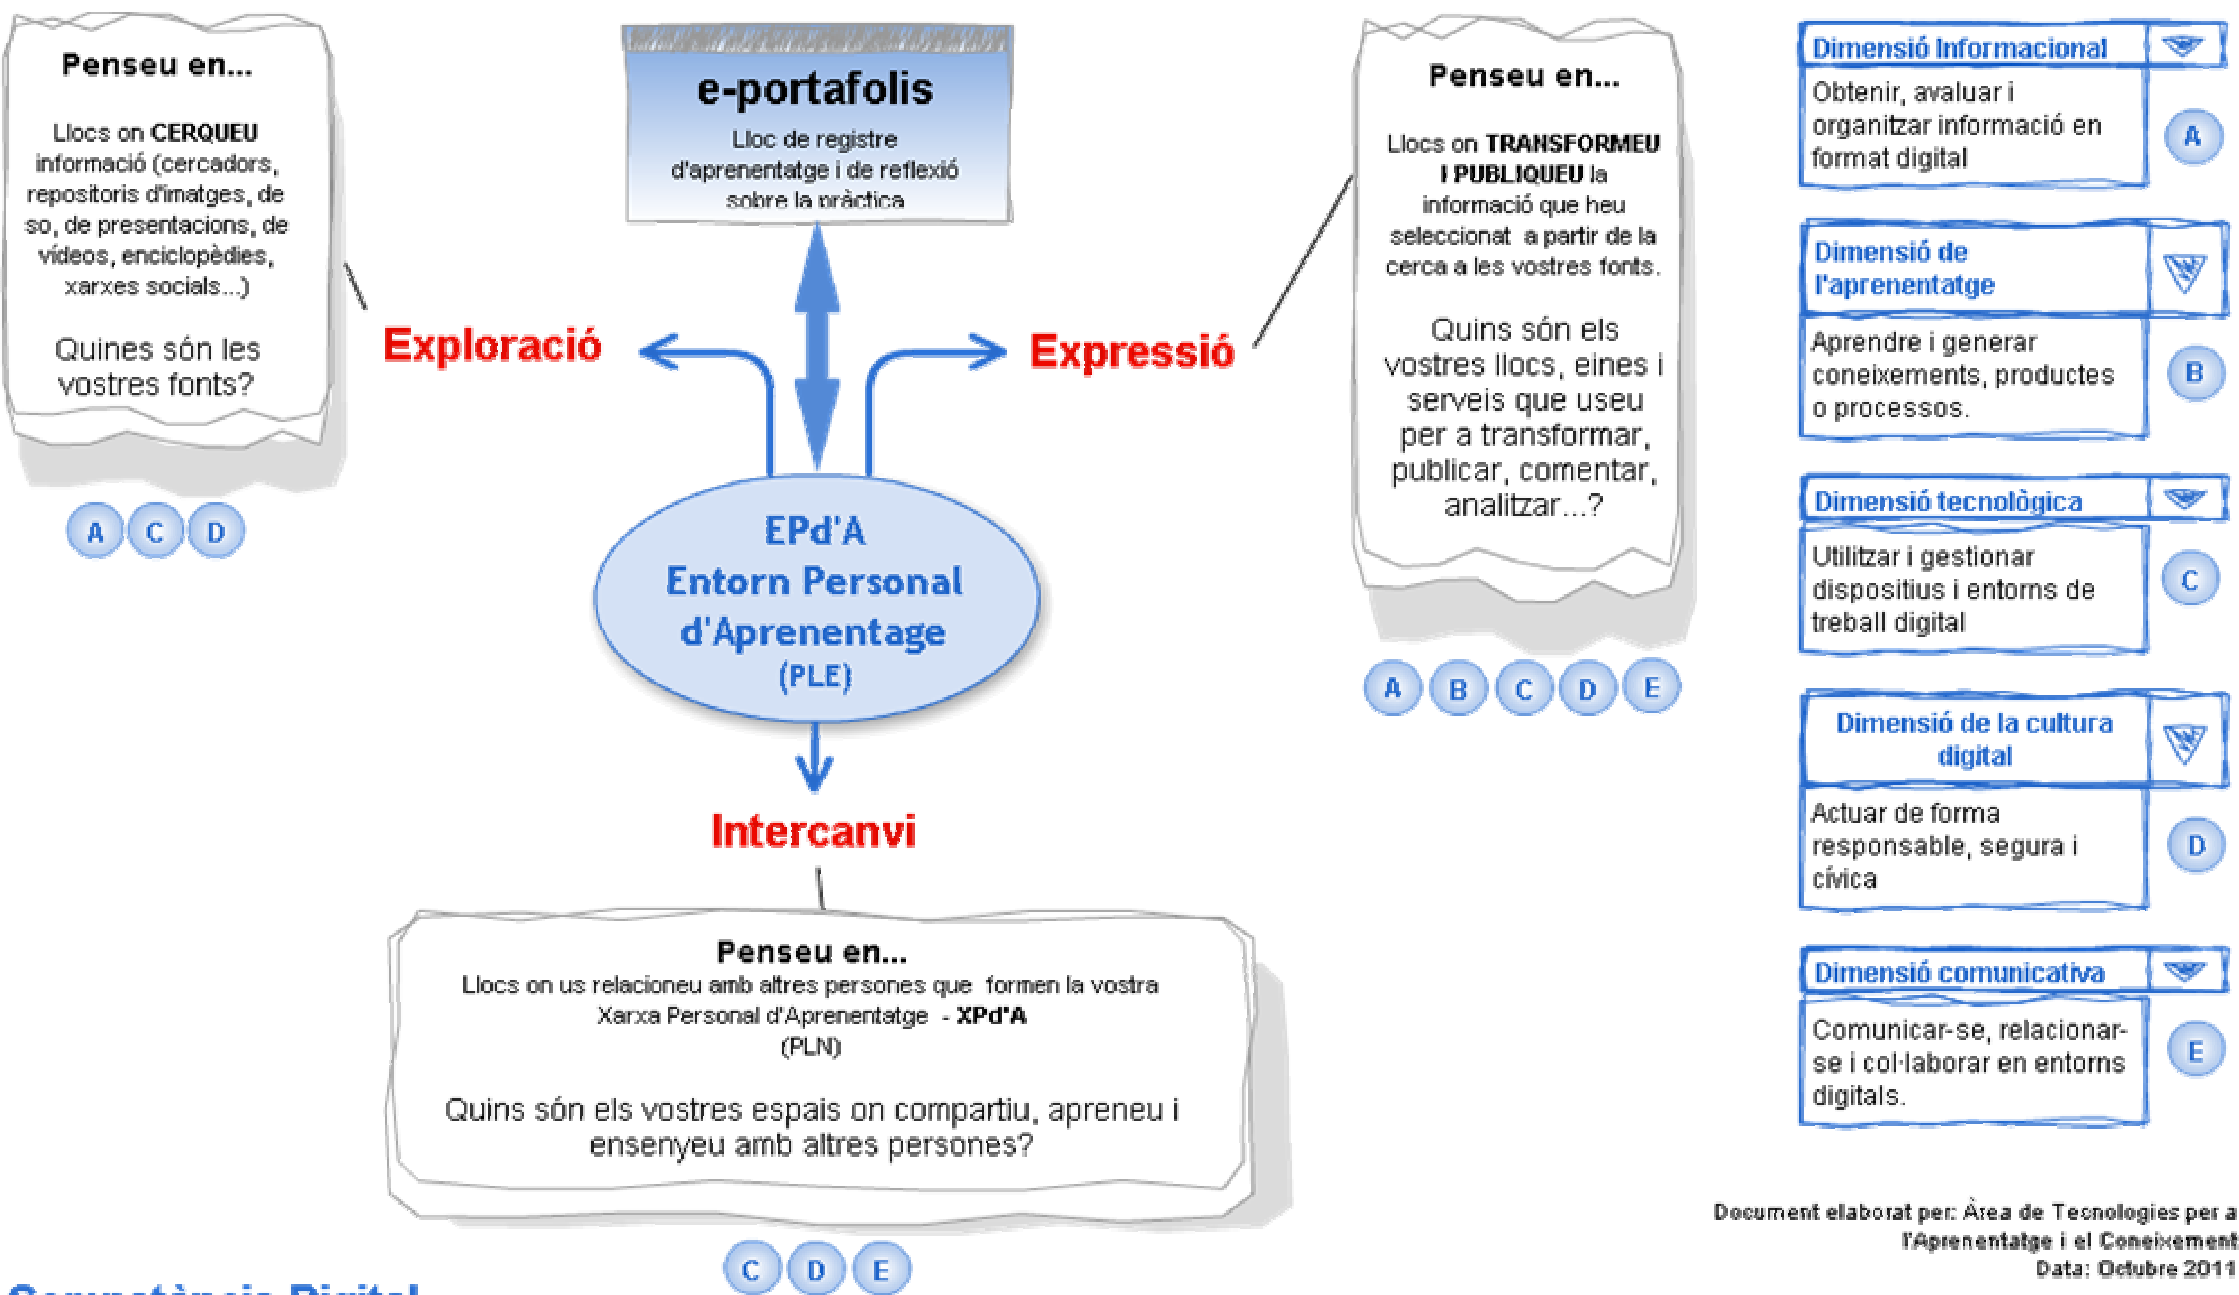 Penseu en...
Llocs on CERQUEU
informació (cercadors,
repositoris d'imatges, de
so, de presentacions, de
vídeos, enciclopèdies,
xarxes socials...)
Quines són les
vostres fonts?
A C D
e-portafolis
Lloc de registre
d'aprenentatge i de reflexió
sobre la pràctica
Exploració
Expressió
EPd'A
Entorn Personal
d'Aprenentage
(PLE)
Intercanvi
Penseu en...
Llocs on TRANSFORMEU
I PUBLIQUEU la
informació que heu
seleccionat a partir de la
cerca a les vostres fonts.
Quins són els
vostres llocs, eines i
serveis que useu
per a transformar,
publicar, comentar,
analitzar...?
A B C D E
Penseu en...
Llocs on us relacioneu amb altres persones que formen la vostra
Xarxa Personal d'Aprenentatge - XPd'A
(PLN)
Quins són els vostres espais on compartiu, apreneu i
ensenyeu amb altres persones?
C D E
Dimensió Informacional
Obtenir, avaluar i
organitzar informació en
format digital
A
Dimensió de
l'aprenentatge
Aprendre i generar
coneixements, productes
o processos.
B
Dimensió tecnològica
Utilitzar i gestionar
dispositius i entorns de
treball digital
C
Dimensió de la cultura
digital
Actuar de forma
responsable, segura i
cívica
D
Dimensió comunicativa
Comunicar-se, relacionar-
se i col·laborar en entorns
digitals.
E
Document elaborat per: Àrea de Tecnologies per a
l'Aprenentatge i el Coneixement
Data: Octubre 2011
Competència Digital